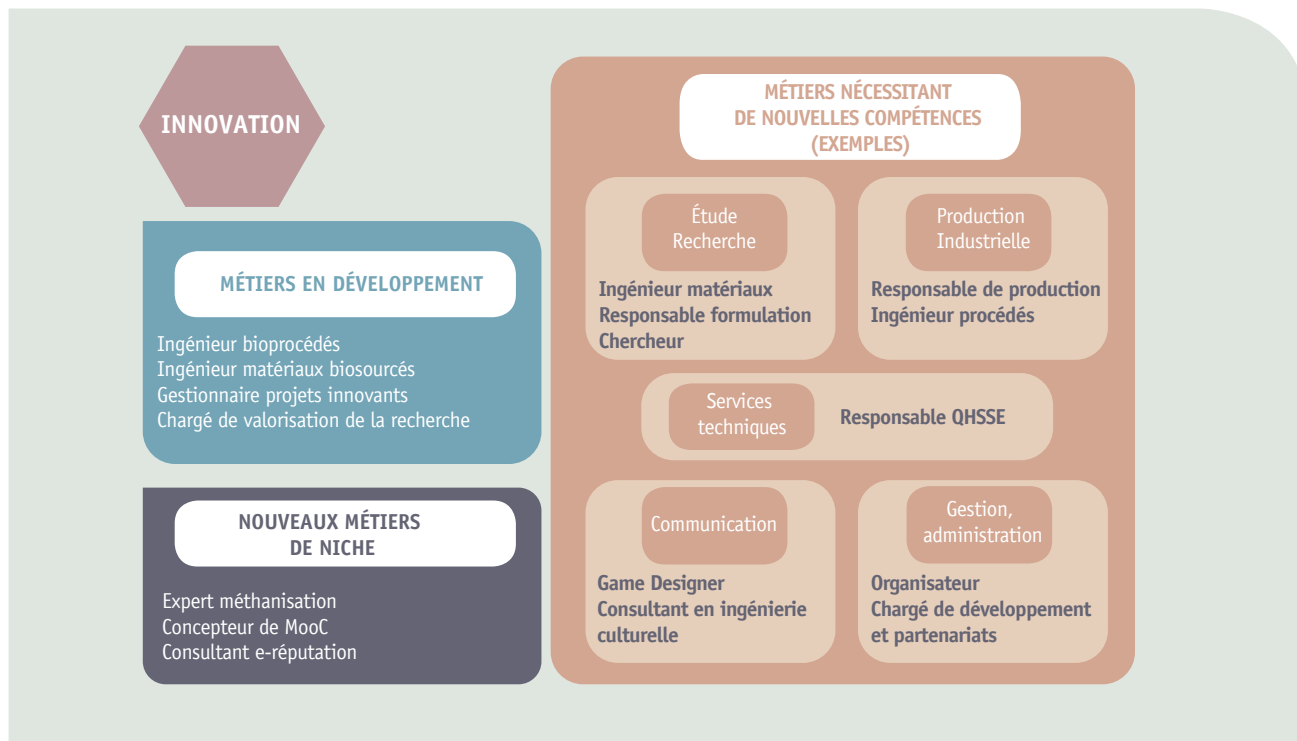 INNOVATION
MÉTIERS EN DÉVELOPPEMENT
Ingénieur bioprocédés
Ingénieur matériaux biosourcés
Gestionnaire projets innovants
Chargé de valorisation de la recherche
NOUVEAUX MÉTIERS
DE NICHE
Expert méthanisation
Concepteur de MooC
Consultant e-réputation
MÉTIERS NÉCESSITANT
DE NOUVELLES COMPÉTENCES
(EXEMPLES)
Étude
Recherche
Ingénieur matériaux
Responsable formulation
Chercheur
Production
Industrielle
Responsable de production
Ingénieur procédés
Services
techniques
Responsable QHSSE
Communication
Game Designer
Consultant en ingénierie
culturelle
Gestion,
administration
Organisateur
Chargé de développement
et partenariats